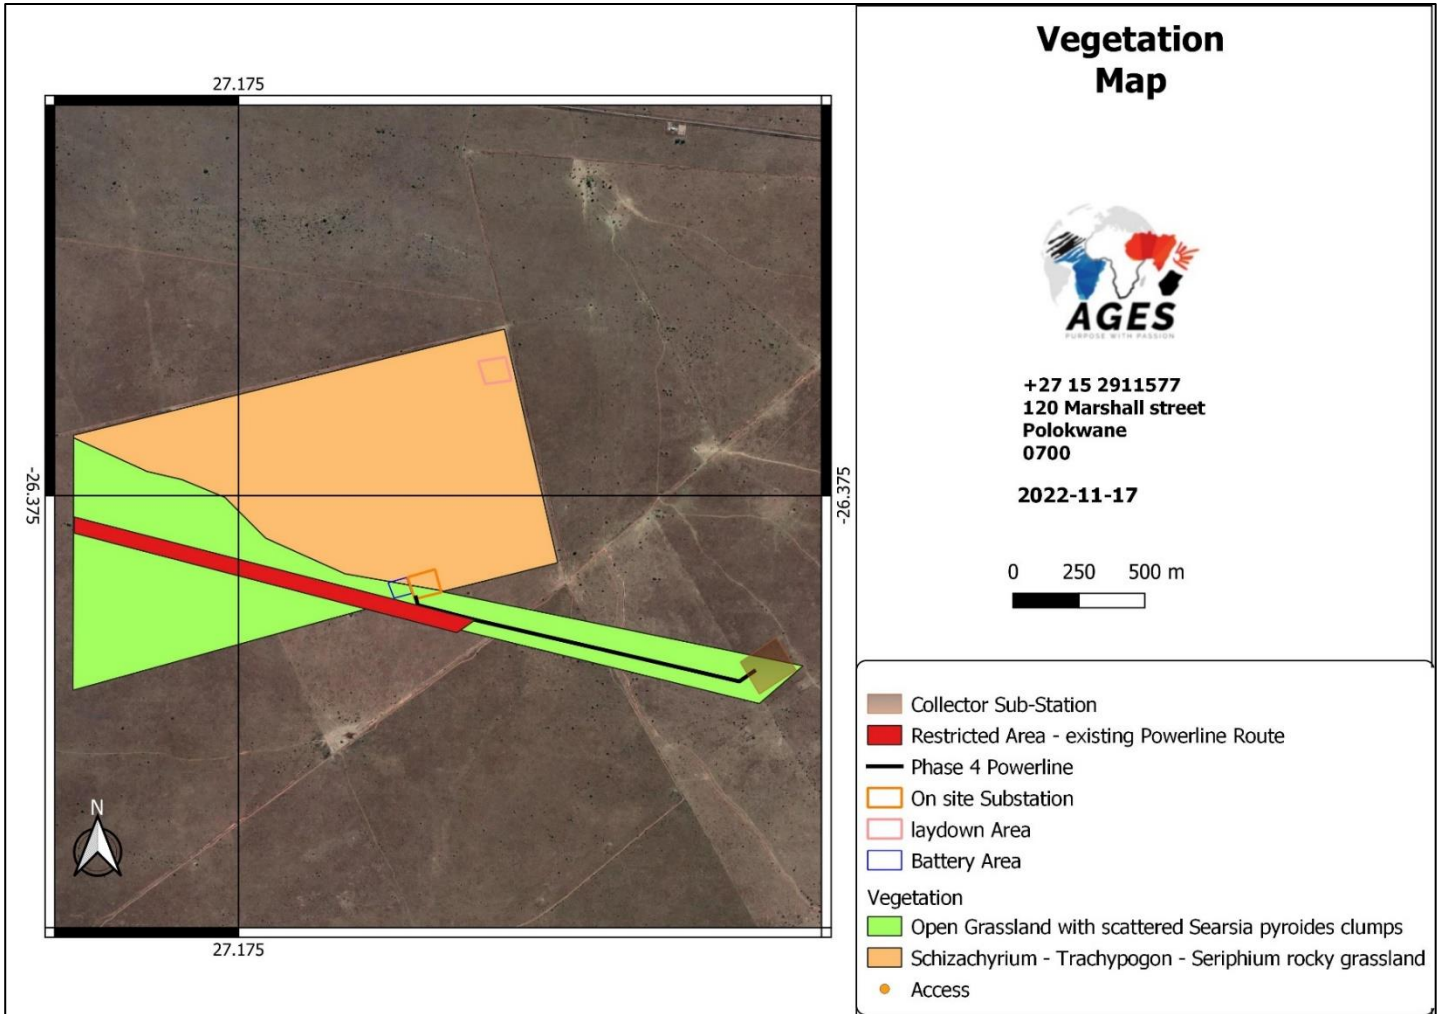 Vegetation
Map
27.175
-26.375
-26.375
N
27.175
AGES
PURPOSE WITH PASSION
+27 15 2911577
120 Marshall street
Polokwane
0700
2022-11-17
0 250 500 m
Collector Sub-Station
Restricted Area - existing Powerline Route
Phase 4 Powerline
On site Substation
laydown Area
Battery Area
Vegetation
Open Grassland with scattered Searsia pyroides clumps
Schizachyrium - Trachypogon - Seriphium rocky grassland
Access